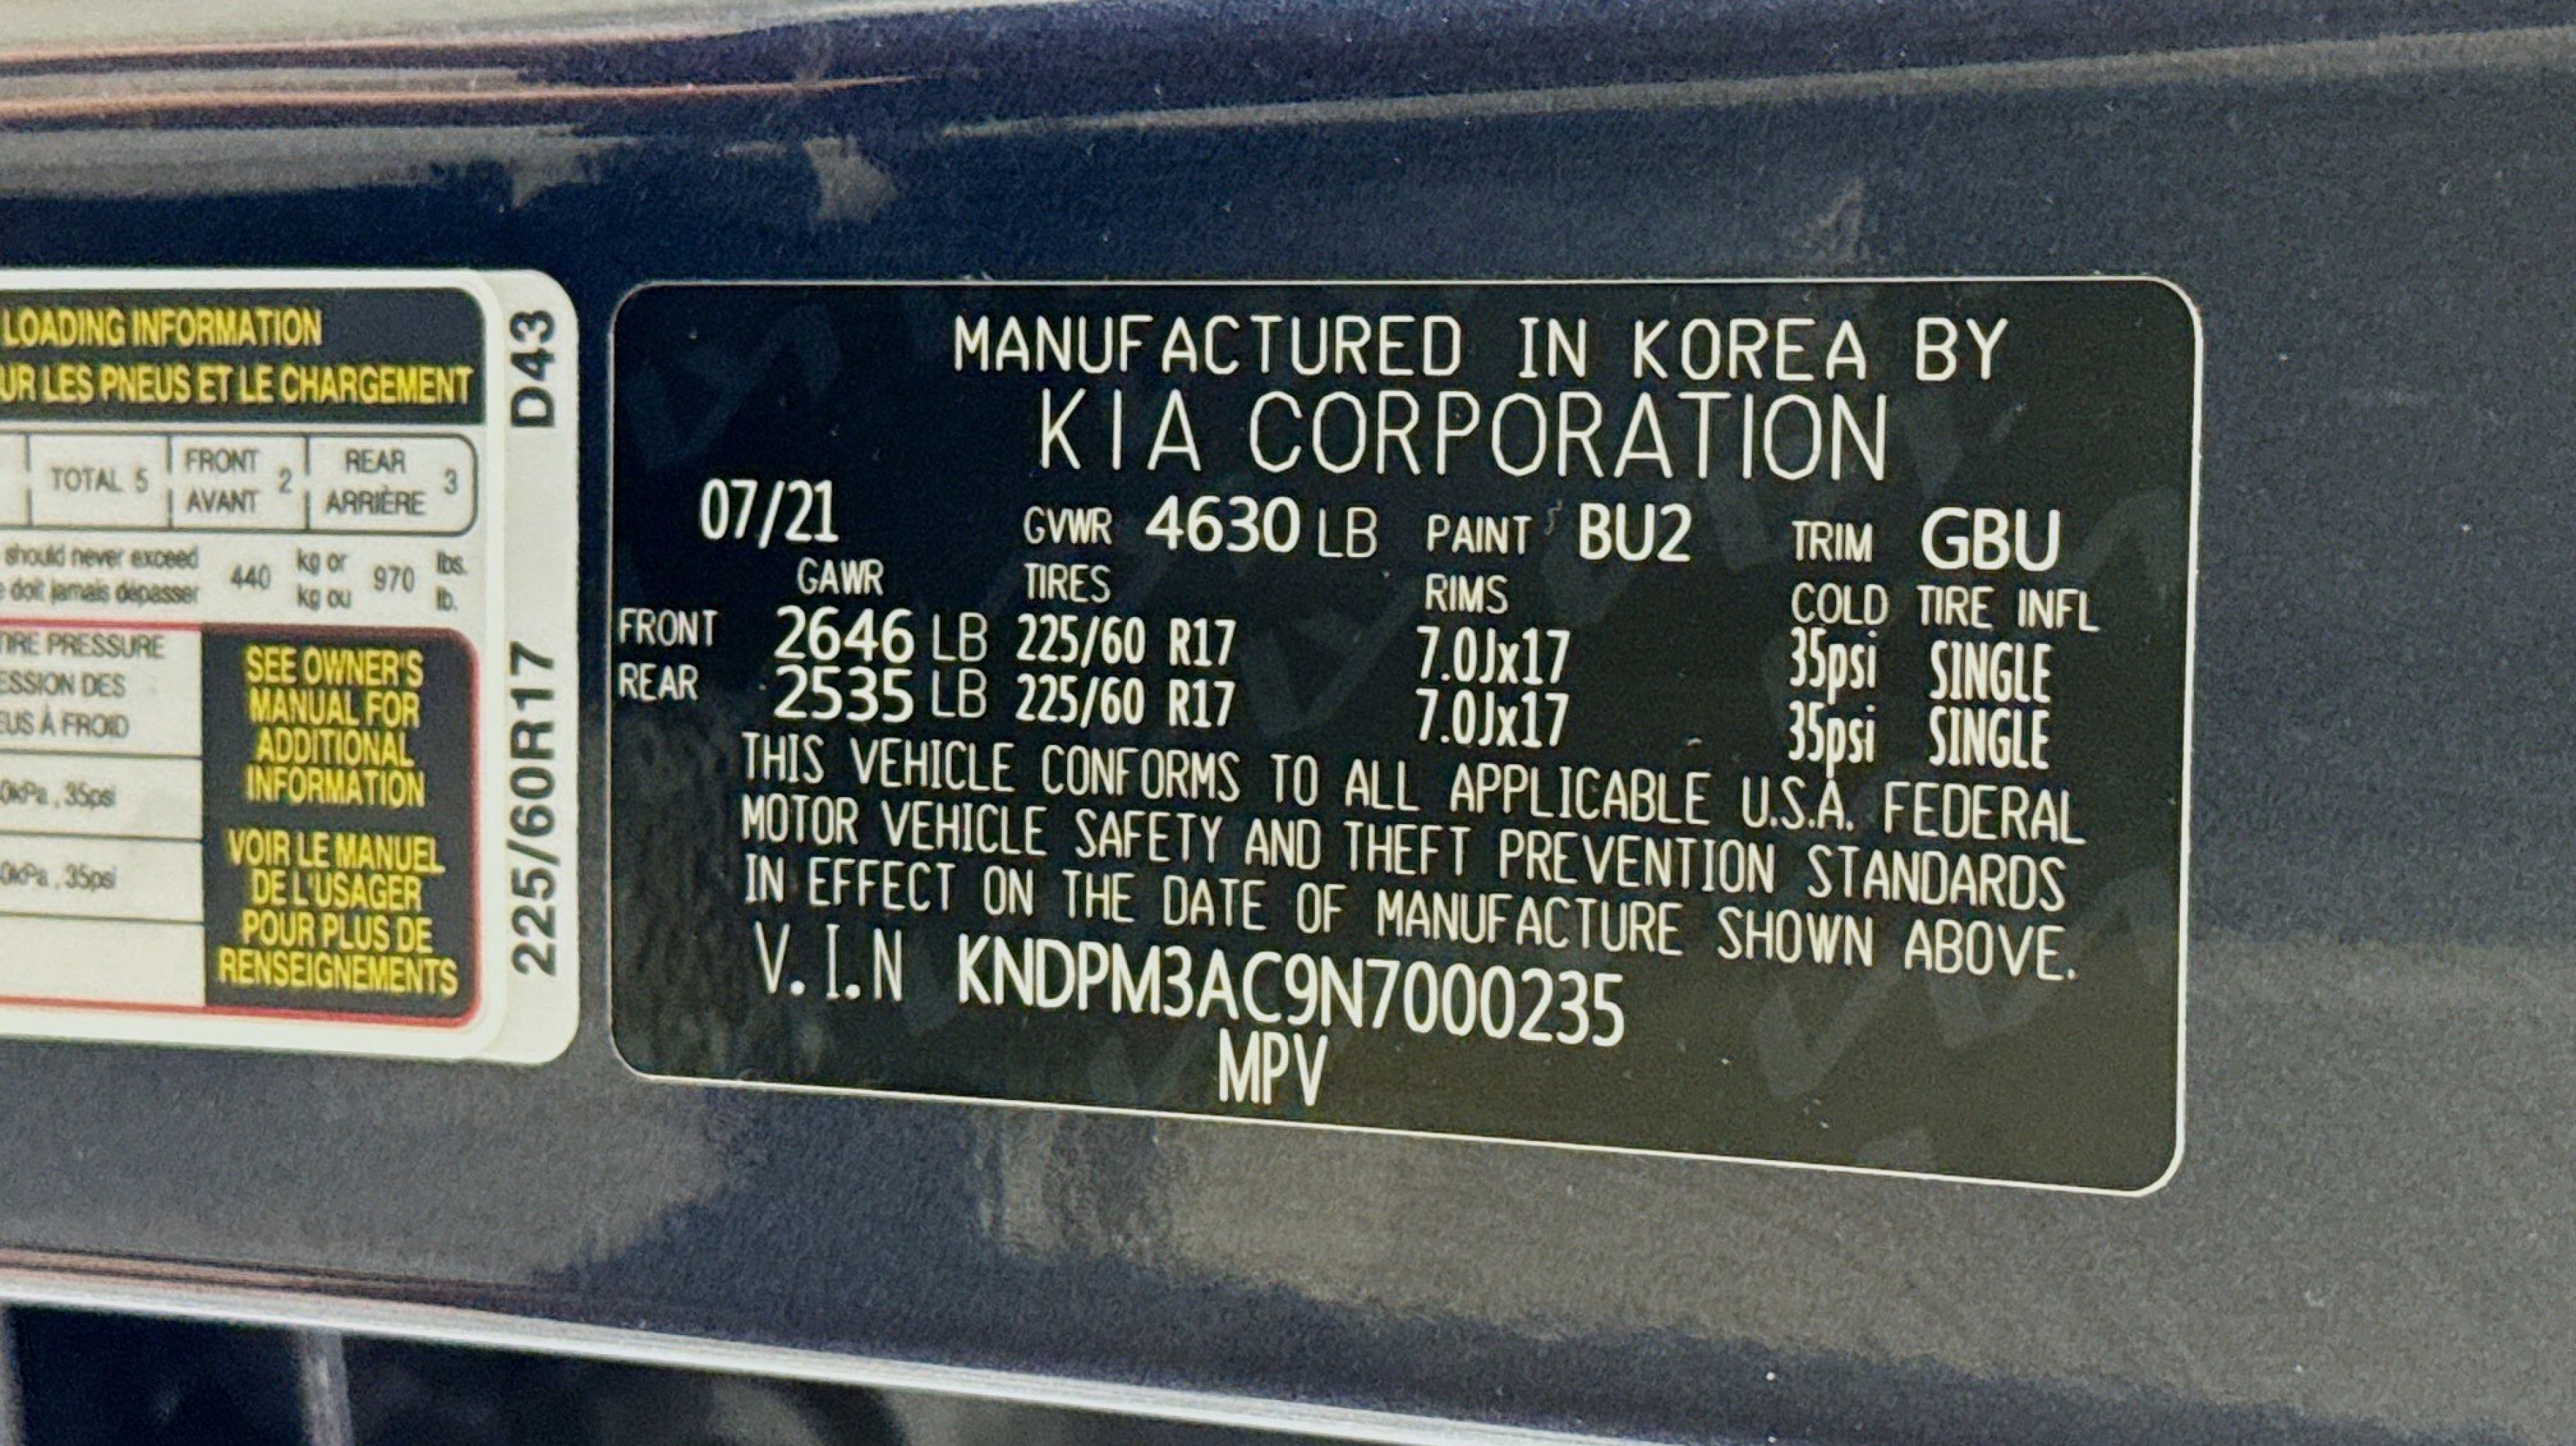 LOADING INFORMATION
UR LES PNEUS ET LE CHARGEMENT
TOTAL 5 FRONT AVANT 2 REAR ARRIÈRE 3
should never exceed
doit jamais dépasser
440 kg or kg ou 970 lbs. lb.
TIRE PRESSURE
ESSION DES
EUS À FROID
0kPa , 35psi
0kPa , 35psi
SEE OWNER'S
MANUAL FOR
ADDITIONAL
INFORMATION
VOIR LE MANUEL
DE L'USAGER
POUR PLUS DE
RENSEIGNEMENTS
D43
225/60R17
MANUFACTURED IN KOREA BY
KIA CORPORATION
07/21 GVWR 4630 LB PAINT BU2 TRIM GBU
GAWR TIRES RIMS COLD TIRE INFL
FRONT 2646 LB 225/60 R17 7.0Jx17 35psi SINGLE
REAR 2535 LB 225/60 R17 7.0Jx17 35psi SINGLE
THIS VEHICLE CONFORMS TO ALL APPLICABLE U.S.A. FEDERAL
MOTOR VEHICLE SAFETY AND THEFT PREVENTION STANDARDS
IN EFFECT ON THE DATE OF MANUFACTURE SHOWN ABOVE.
V.I.N KNDPM3AC9N7000235
MPV